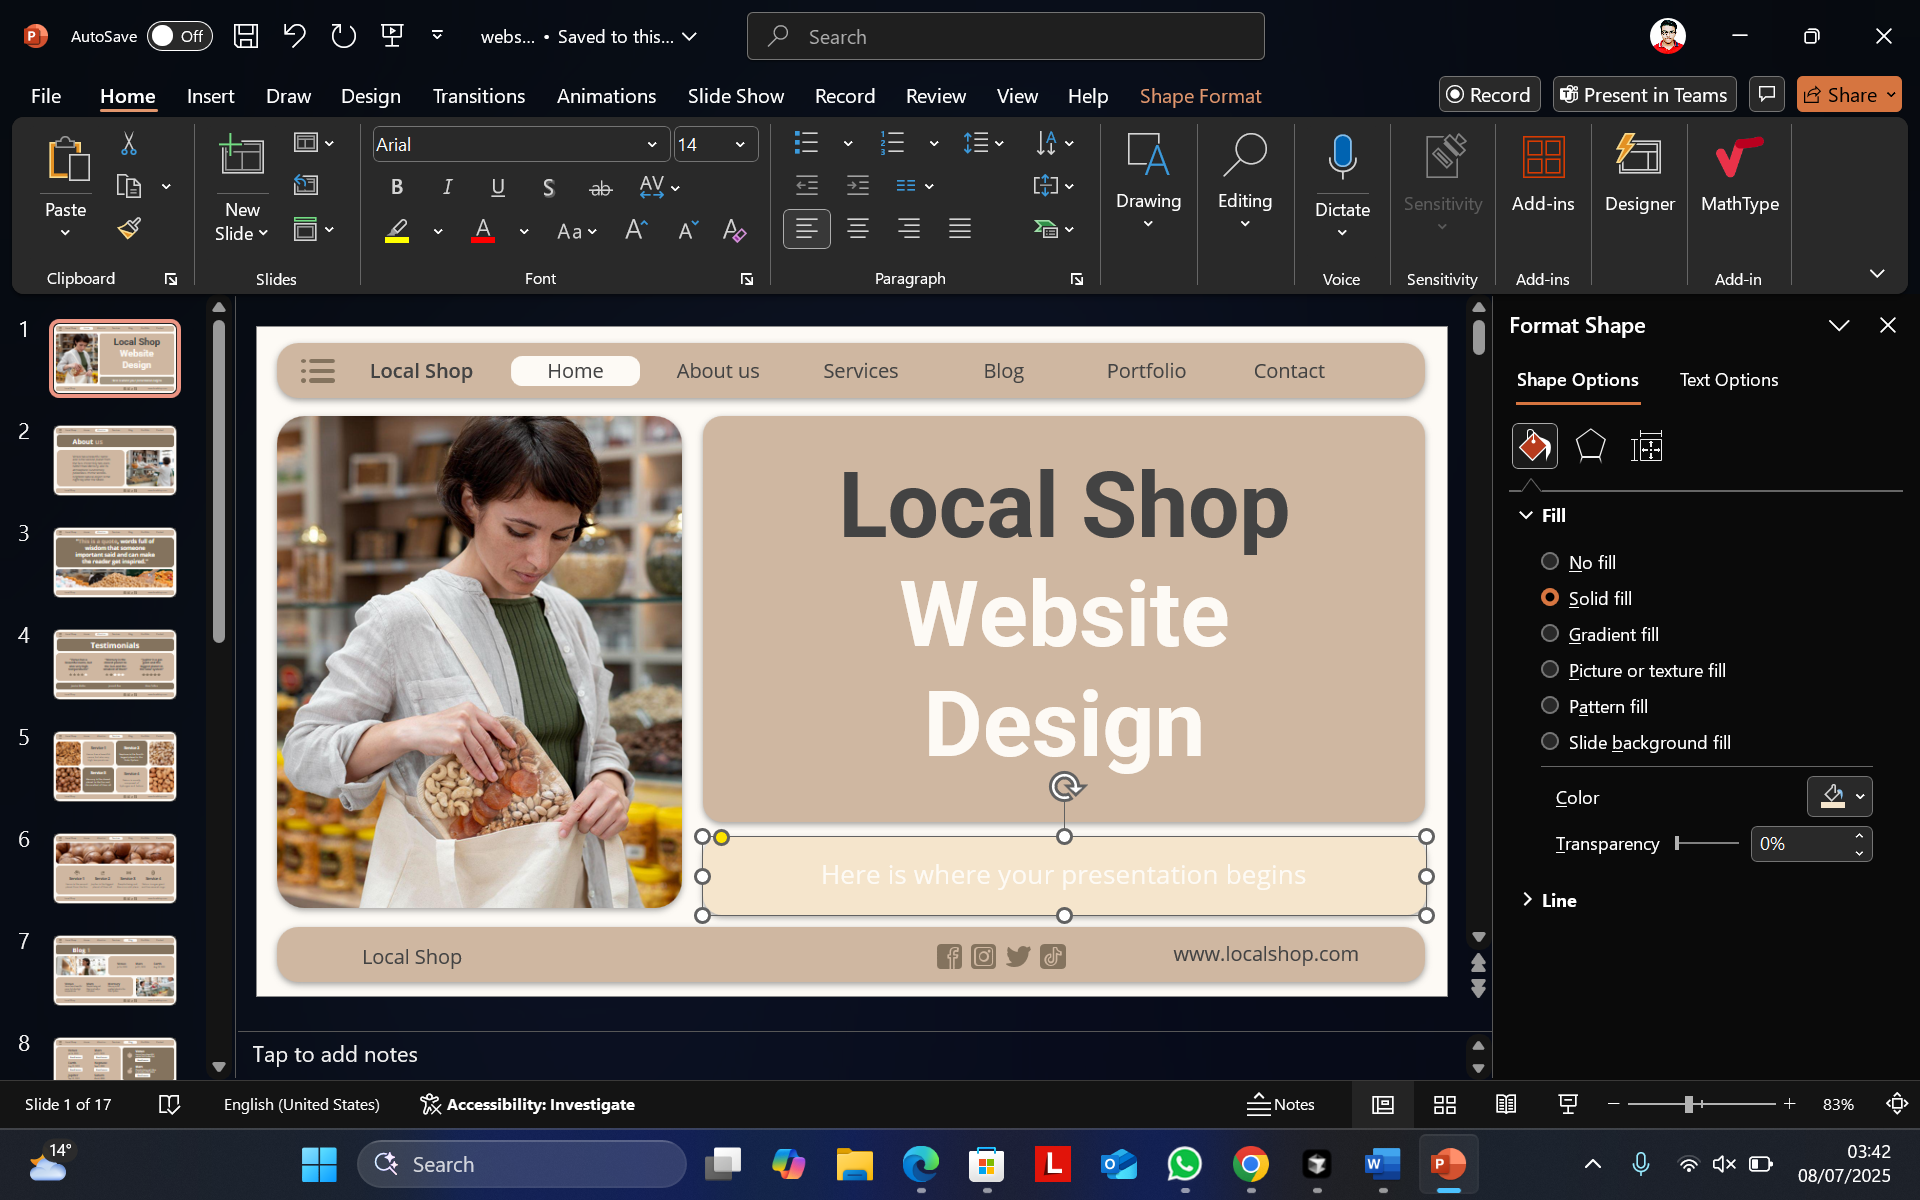 AutoSave Off webs... • Saved to this... Search
File Home Insert Draw Design Transitions Animations Slide Show Record Review View Help Shape Format Record Present in Teams Share
Paste
New
Slide
Clipboard
Slides
Arial 14
Font
Paragraph
Drawing
Editing
Dictate
Voice
Sensitivity
Sensitivity
Add-ins
Add-ins
Designer
MathType
Add-in
1
2
3
4
5
6
7
8
Local Shop Home About us Services Blog Portfolio Contact
Local Shop
Website
Design
Here is where your presentation begins
Local Shop www.localshop.com
Tap to add notes
Format Shape
Shape Options Text Options
Fill
No fill
Solid fill
Gradient fill
Picture or texture fill
Pattern fill
Slide background fill
Color
Transparency 0%
Line
Slide 1 of 17 English (United States) Accessibility: Investigate Notes 83%
14° Search 03:42
08/07/2025